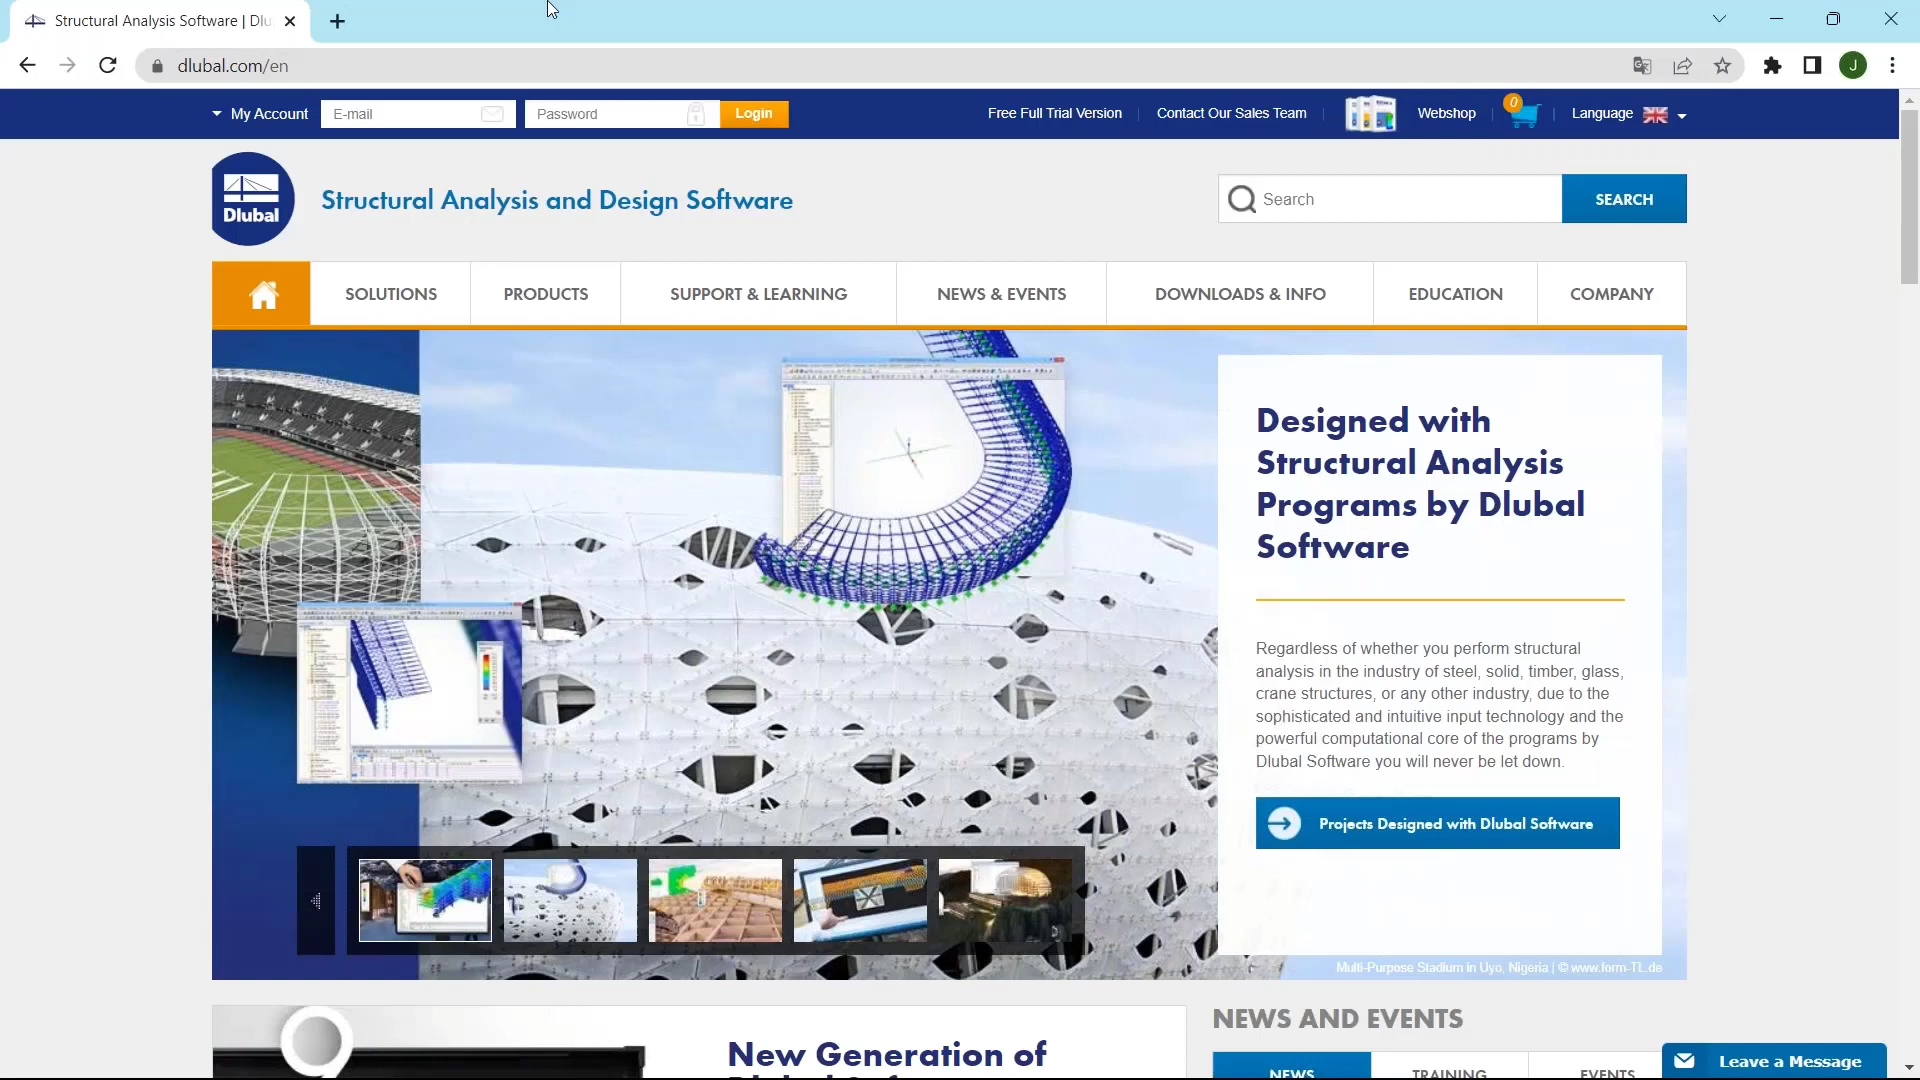 Structural Analysis Software | Dlu
dlubal.com/en
My Account
E-mail
Password
Login
Free Full Trial Version
Contact Our Sales Team
Webshop
0
Language
J
Dlubal
Structural Analysis and Design Software
Search
SEARCH
SOLUTIONS
PRODUCTS
SUPPORT & LEARNING
NEWS & EVENTS
DOWNLOADS & INFO
EDUCATION
COMPANY
Designed with
Structural Analysis
Programs by Dlubal
Software
Regardless of whether you perform structural
analysis in the industry of steel, solid, timber, glass,
crane structures, or any other industry, due to the
sophisticated and intuitive input technology and the
powerful computational core of the programs by
Dlubal Software you will never be let down.
Projects Designed with Dlubal Software
Multi-Purpose Stadium in Uyo, Nigeria | © www.form-TL.de
New Generation of
NEWS AND EVENTS
NEWS
TRAINING
EVENTS
Leave a Message